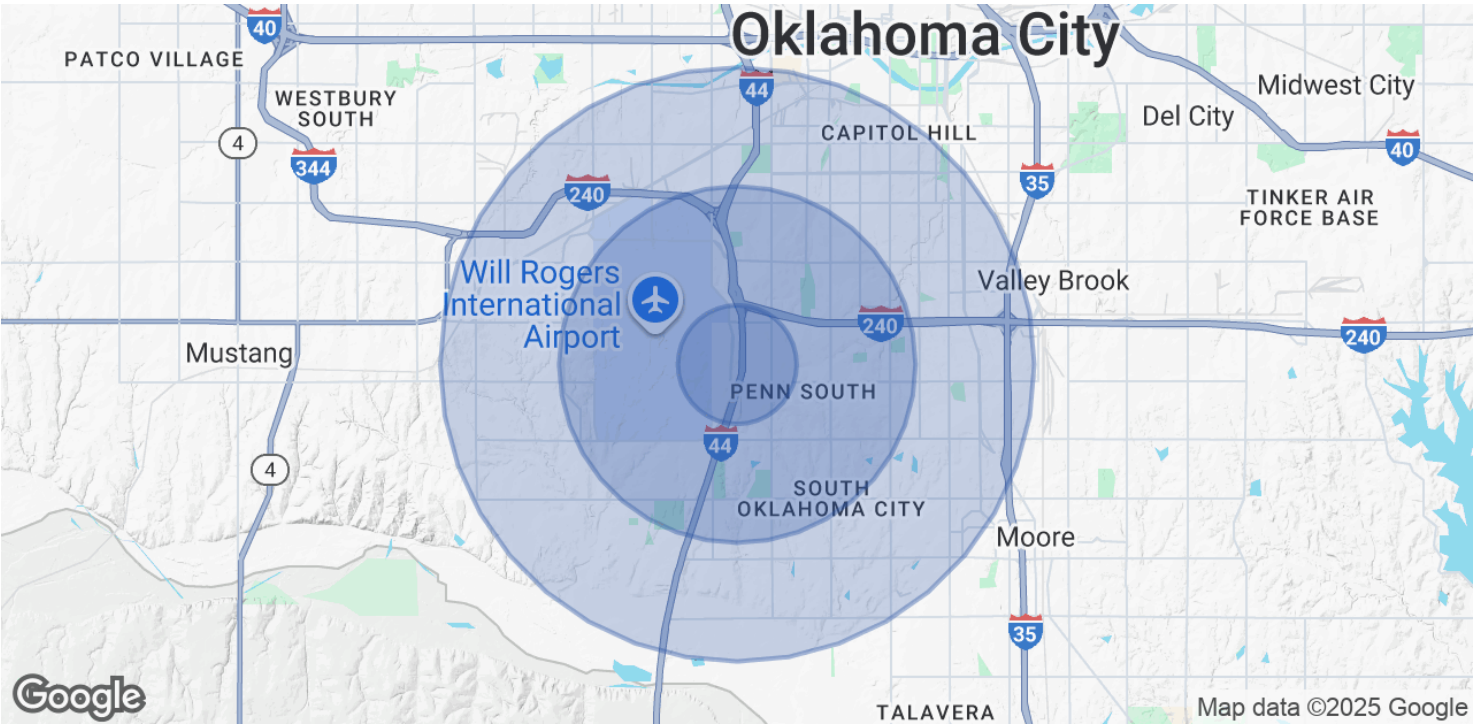 Oklahoma City
40
PATCO VILLAGE
44
Midwest City
WESTBURY
SOUTH
Del City
CAPITOL HILL
4
40
344
35
240
TINKER AIR
FORCE BASE
Will Rogers
International
Airport
Valley Brook
240
240
Mustang
PENN SOUTH
44
4
SOUTH
OKLAHOMA CITY
Moore
35
Google
TALAVERA
Map data ©2025 Google